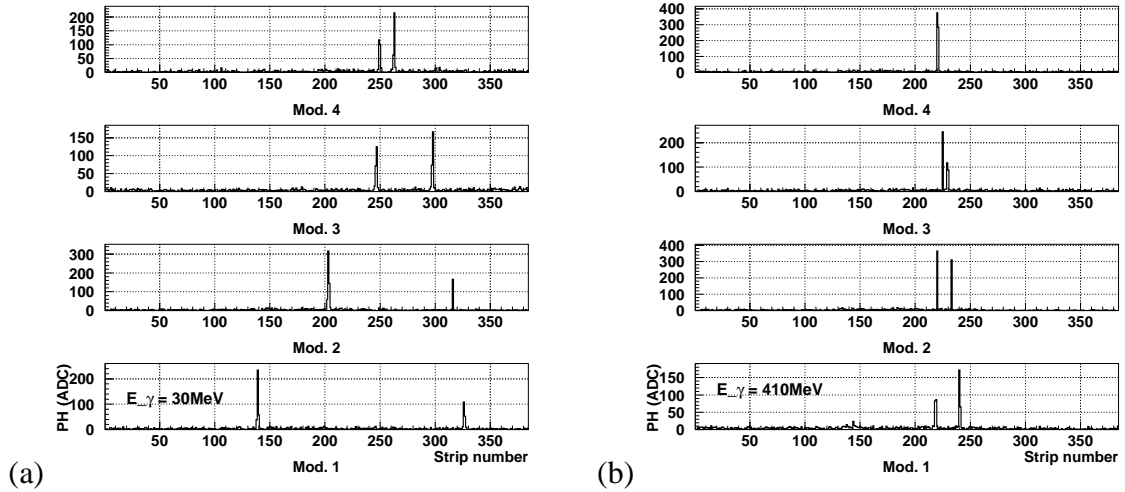 0 50 100 150 200
50 100 150 200 250 300 350
Mod. 4
0 50 100 150
50 100 150 200 250 300 350
Mod. 3
0 100 200 300
50 100 150 200 250 300 350
Mod. 2
PH (ADC)
0 100 200
E_γ = 30MeV
50 100 150 200 250 300 350
Strip number
Mod. 1
(a)
0 100 200 300 400
50 100 150 200 250 300 350
Mod. 4
0 100 200
50 100 150 200 250 300 350
Mod. 3
0 100 200 300 400
50 100 150 200 250 300 350
Mod. 2
PH (ADC)
0 50 100 150
E_γ = 410MeV
50 100 150 200 250 300 350
Strip number
Mod. 1
(b)